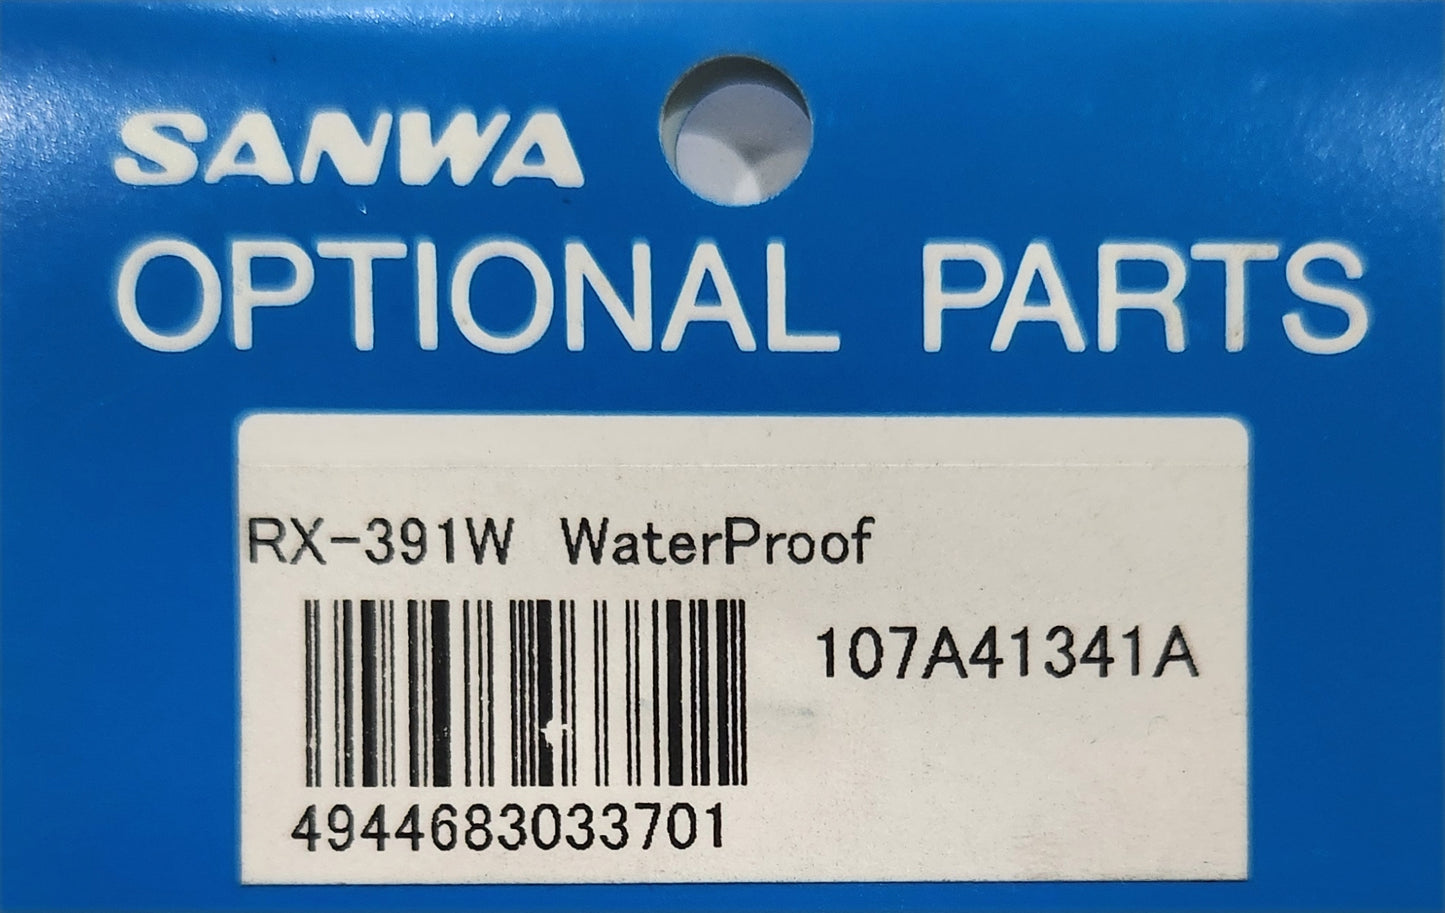 SANWA
OPTIONAL PARTS
RX-391W WaterProof
107A41341A
4944683033701